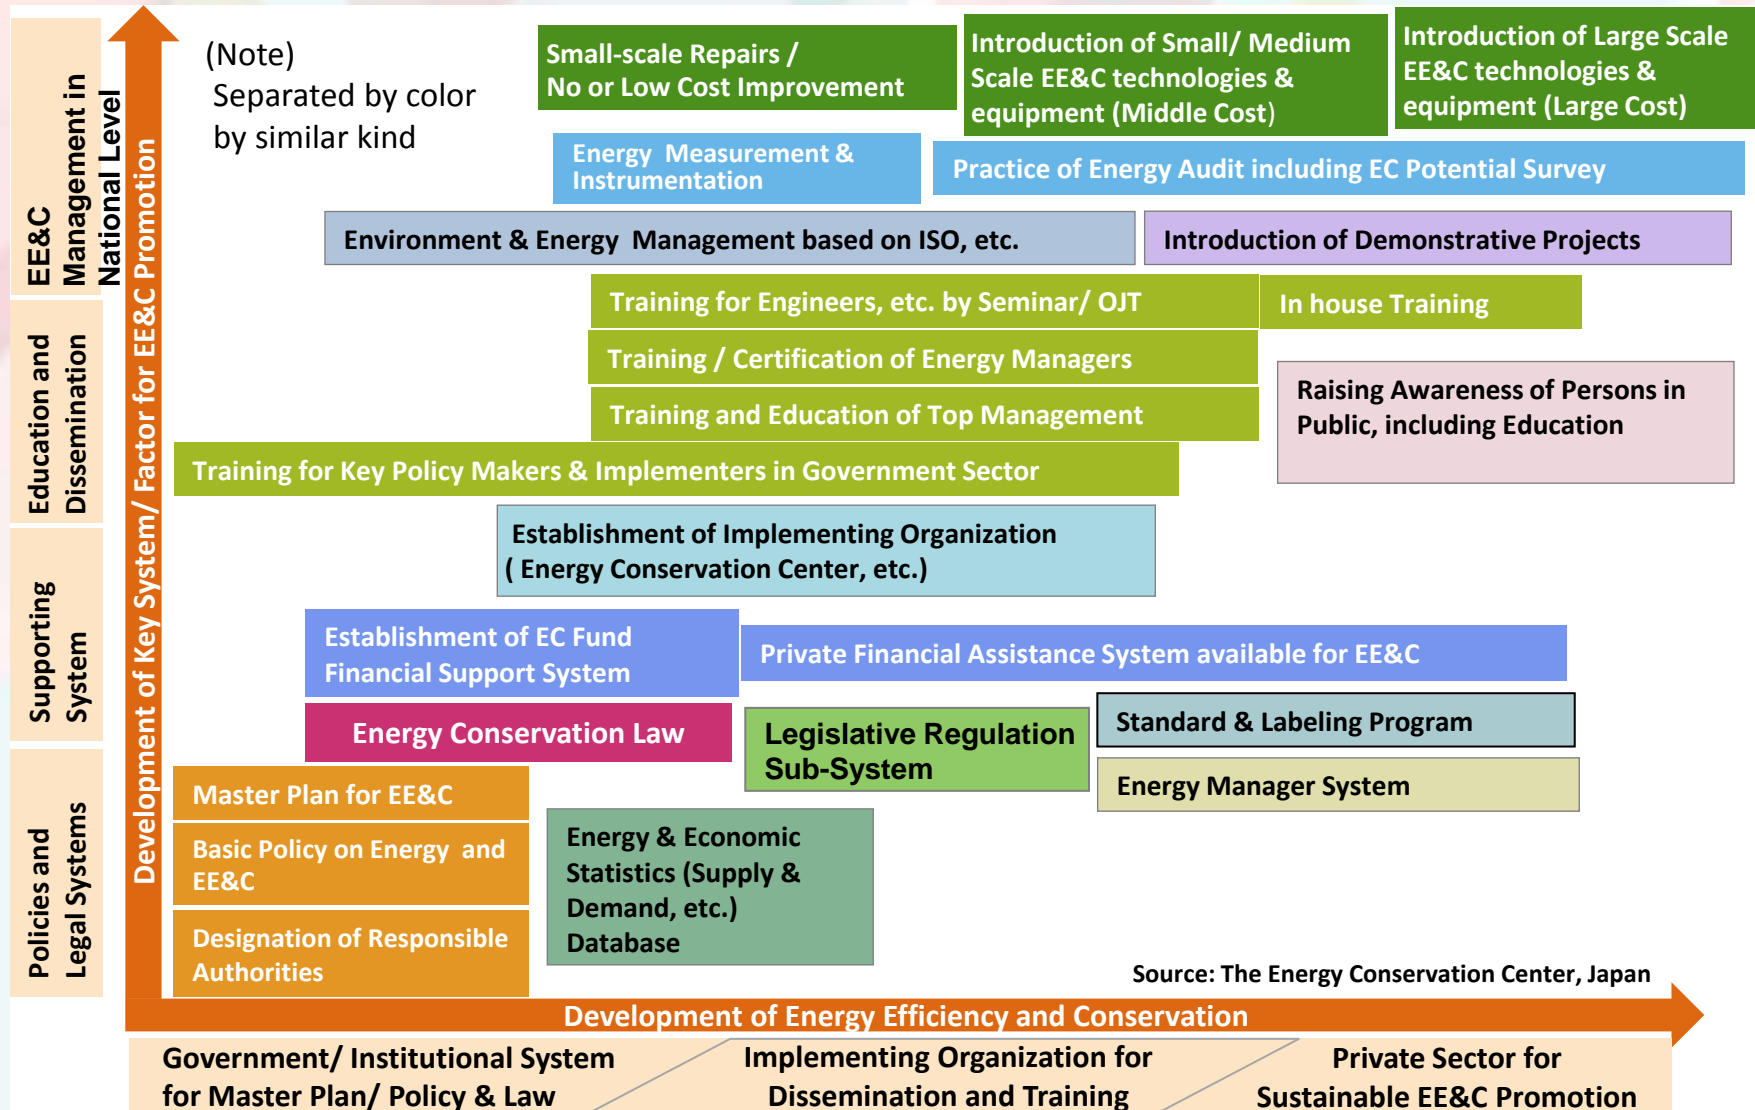 EE&C
Management in
National Level
Education and
Dissemination
Supporting
System
Policies and
Legal Systems
Development of Key System/ Factor for EE&C Promotion
(Note)
Separated by color
by similar kind
Small-scale Repairs /
No or Low Cost Improvement
Introduction of Small/ Medium
Scale EE&C technologies &
equipment (Middle Cost)
Introduction of Large Scale
EE&C technologies &
equipment (Large Cost)
Energy Measurement &
Instrumentation
Practice of Energy Audit including EC Potential Survey
Environment & Energy Management based on ISO, etc.
Introduction of Demonstrative Projects
Training for Engineers, etc. by Seminar/ OJT
In house Training
Training / Certification of Energy Managers
Training and Education of Top Management
Raising Awareness of Persons in
Public, including Education
Training for Key Policy Makers & Implementers in Government Sector
Establishment of Implementing Organization
( Energy Conservation Center, etc.)
Establishment of EC Fund
Financial Support System
Private Financial Assistance System available for EE&C
Energy Conservation Law
Legislative Regulation
Sub-System
Standard & Labeling Program
Energy Manager System
Master Plan for EE&C
Basic Policy on Energy and
EE&C
Designation of Responsible
Authorities
Energy & Economic
Statistics (Supply &
Demand, etc.)
Database
Source: The Energy Conservation Center, Japan
Development of Energy Efficiency and Conservation
Government/ Institutional System
for Master Plan/ Policy & Law
Implementing Organization for
Dissemination and Training
Private Sector for
Sustainable EE&C Promotion